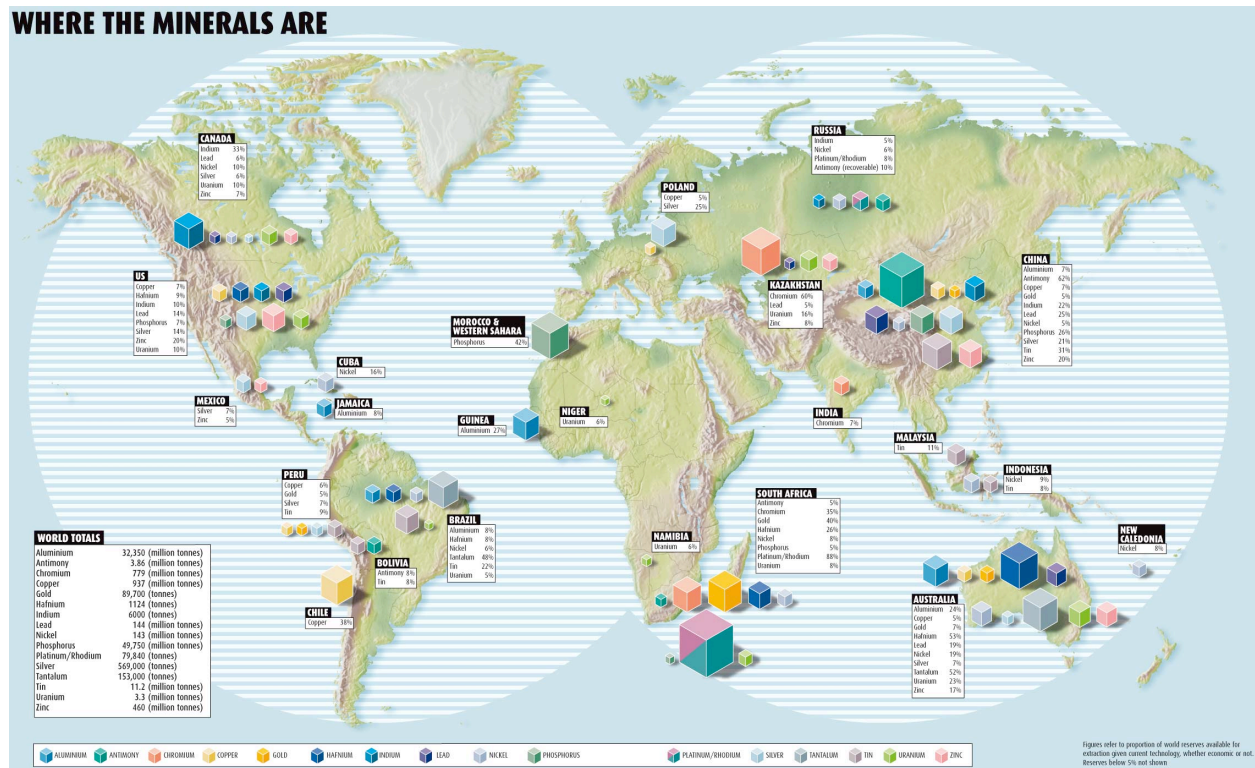 WHERE THE MINERALS ARE
CANADA
Indium 33%
Lead 6%
Nickel 10%
Silver 6%
Uranium 10%
Zinc 7%
RUSSIA
Indium 5%
Nickel 6%
Platinum/Rhodium 8%
Antimony (recoverable) 10%
POLAND
Copper 5%
Silver 25%
US
Copper 7%
Hafnium 9%
Indium 10%
Lead 14%
Phosphorus 7%
Silver 14%
Zinc 20%
Uranium 10%
KAZAKHSTAN
Chromium 60%
Lead 5%
Uranium 16%
Zinc 8%
CHINA
Aluminium 7%
Antimony 62%
Copper 7%
Gold 5%
Indium 22%
Lead 25%
Nickel 5%
Phosphorus 26%
Silver 21%
Tin 31%
Zinc 20%
MOROCCO &
WESTERN SAHARA
Phosphorus 42%
CUBA
Nickel 16%
MEXICO
Silver 7%
Zinc 5%
JAMAICA
Aluminium 8%
GUINEA
Aluminium 27%
NIGER
Uranium 6%
INDIA
Chromium 7%
MALAYSIA
Tin 11%
INDONESIA
Nickel 9%
Tin 8%
PERU
Copper 6%
Gold 5%
Silver 7%
Tin 9%
BRAZIL
Aluminium 8%
Hafnium 8%
Nickel 6%
Tantalum 48%
Tin 22%
Uranium 5%
BOLIVIA
Antimony 8%
Tin 8%
CHILE
Copper 38%
SOUTH AFRICA
Antimony 5%
Chromium 35%
Gold 40%
Hafnium 26%
Nickel 8%
Phosphorus 5%
Platinum/Rhodium 88%
Uranium 8%
NAMIBIA
Uranium 6%
NEW
CALEDONIA
Nickel 8%
AUSTRALIA
Aluminium 24%
Copper 5%
Gold 7%
Hafnium 53%
Lead 19%
Nickel 19%
Silver 7%
Tantalum 52%
Uranium 23%
Zinc 17%
WORLD TOTALS
Aluminium 32,350 (million tonnes)
Antimony 3.86 (million tonnes)
Chromium 779 (million tonnes)
Copper 937 (million tonnes)
Gold 89,700 (tonnes)
Hafnium 1124 (tonnes)
Indium 6000 (tonnes)
Lead 144 (million tonnes)
Nickel 143 (million tonnes)
Phosphorus 49,750 (million tonnes)
Platinum/Rhodium 79,840 (tonnes)
Silver 569,000 (tonnes)
Tantalum 153,000 (tonnes)
Tin 11.2 (million tonnes)
Uranium 3.3 (million tonnes)
Zinc 460 (million tonnes)
ALUMINIUM ANTIMONY CHROMIUM COPPER GOLD HAFNIUM INDIUM LEAD NICKEL PHOSPHORUS PLATINUM/RHODIUM SILVER TANTALUM TIN URANIUM ZINC
Figures refer to proportion of world reserves available for
extraction given current technology, whether economic or not.
Reserves below 5% not shown